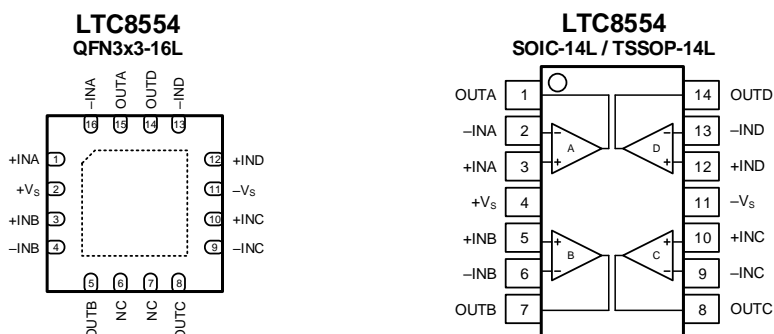 LTC8554
QFN3x3-16L
–INA
OUTA
OUTD
–IND
16
15
14
13
+INA
1
12
+IND
+VS
2
11
–VS
+INB
3
10
+INC
–INB
4
9
–INC
5
6
7
8
OUTB
NC
NC
OUTC
LTC8554
SOIC-14L / TSSOP-14L
OUTA
1
14
OUTD
–INA
2
–
–
13
–IND
A
D
+INA
3
+
+
12
+IND
+VS
4
11
–VS
+INB
5
+
+
10
+INC
B
C
–INB
6
–
–
9
–INC
OUTB
7
8
OUTC